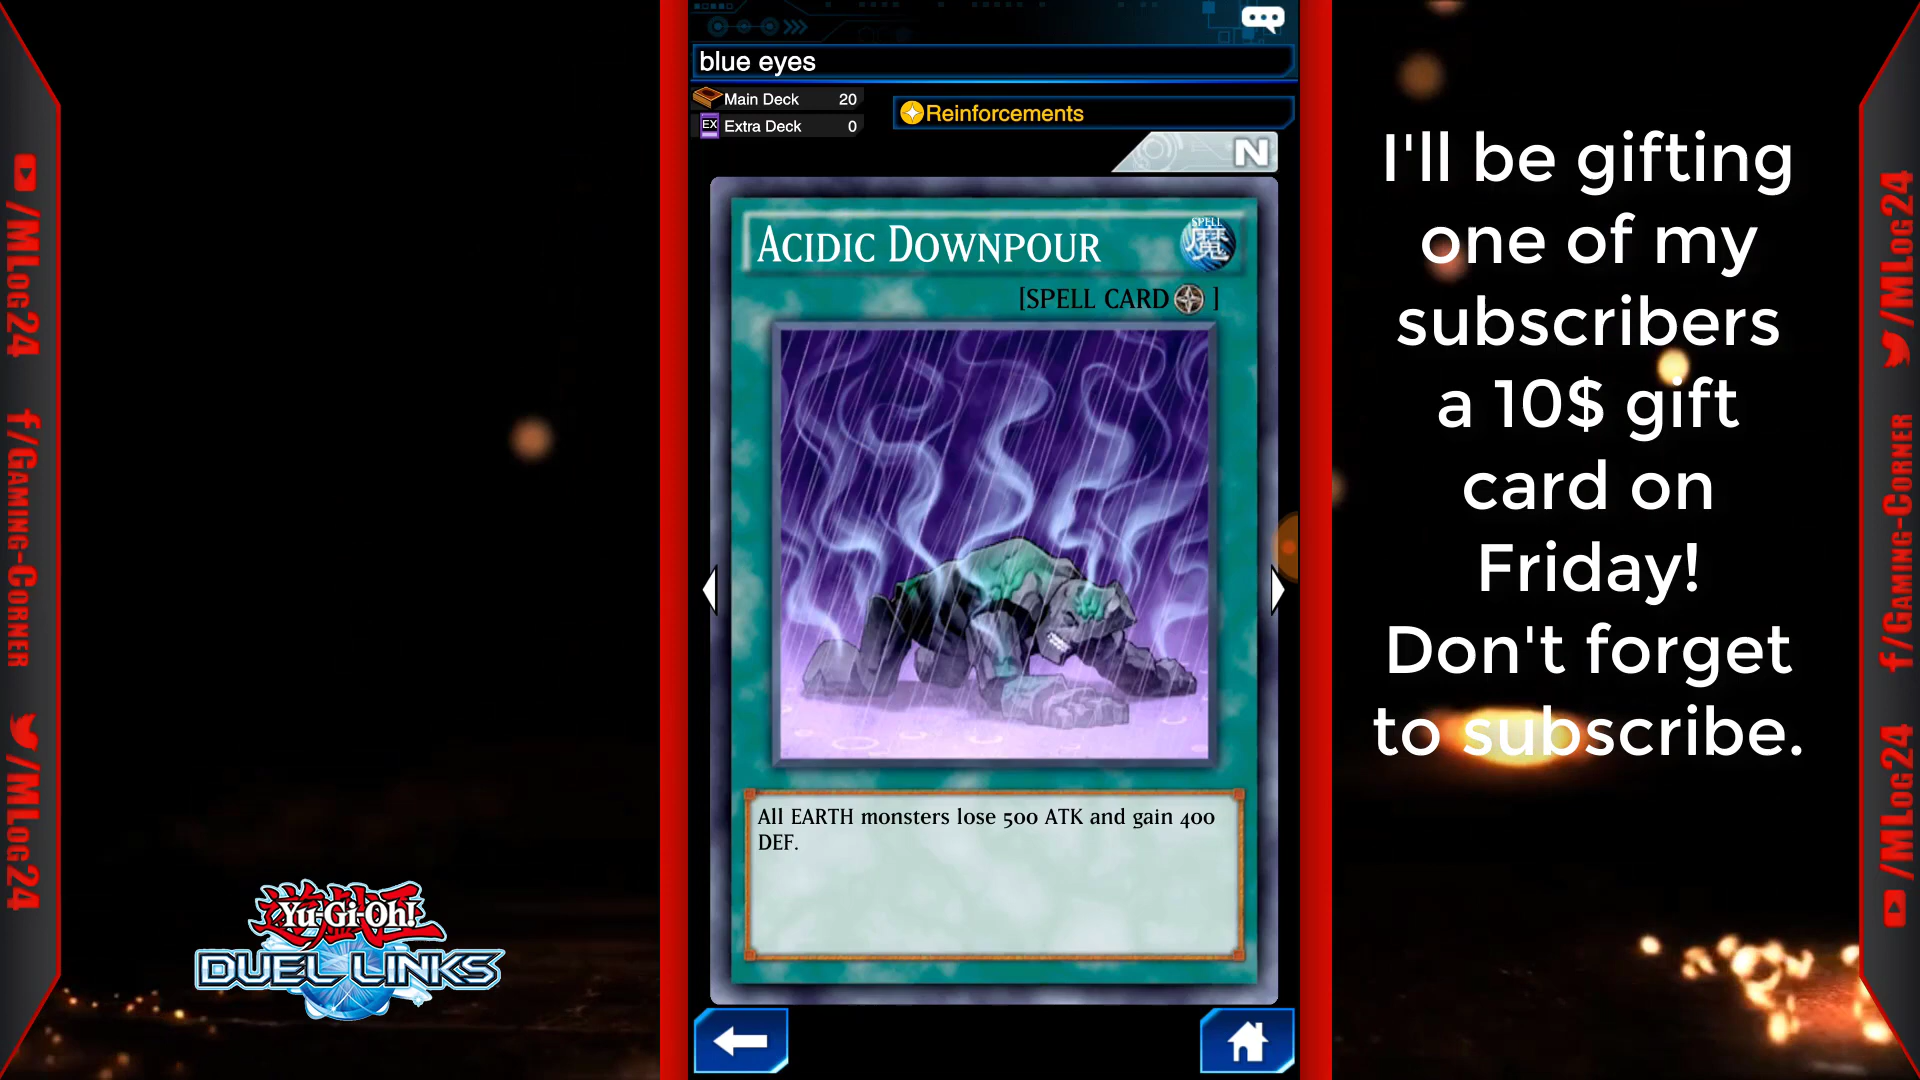 blue eyes
Main Deck 20
EX Extra Deck 0
Reinforcements
N
ACIDIC DOWNPOUR
SPELL
魔
[SPELL CARD ]
All EARTH monsters lose 500 ATK and gain 400
DEF.
I'll be gifting
one of my
subscribers
a 10$ gift
card on
Friday!
Don't forget
to subscribe.
/MLog24
f/Gaming-Corner
/MLog24
/MLog24
f/Gaming-Corner
/MLog24
Yu-Gi-Oh!
DUEL LINKS